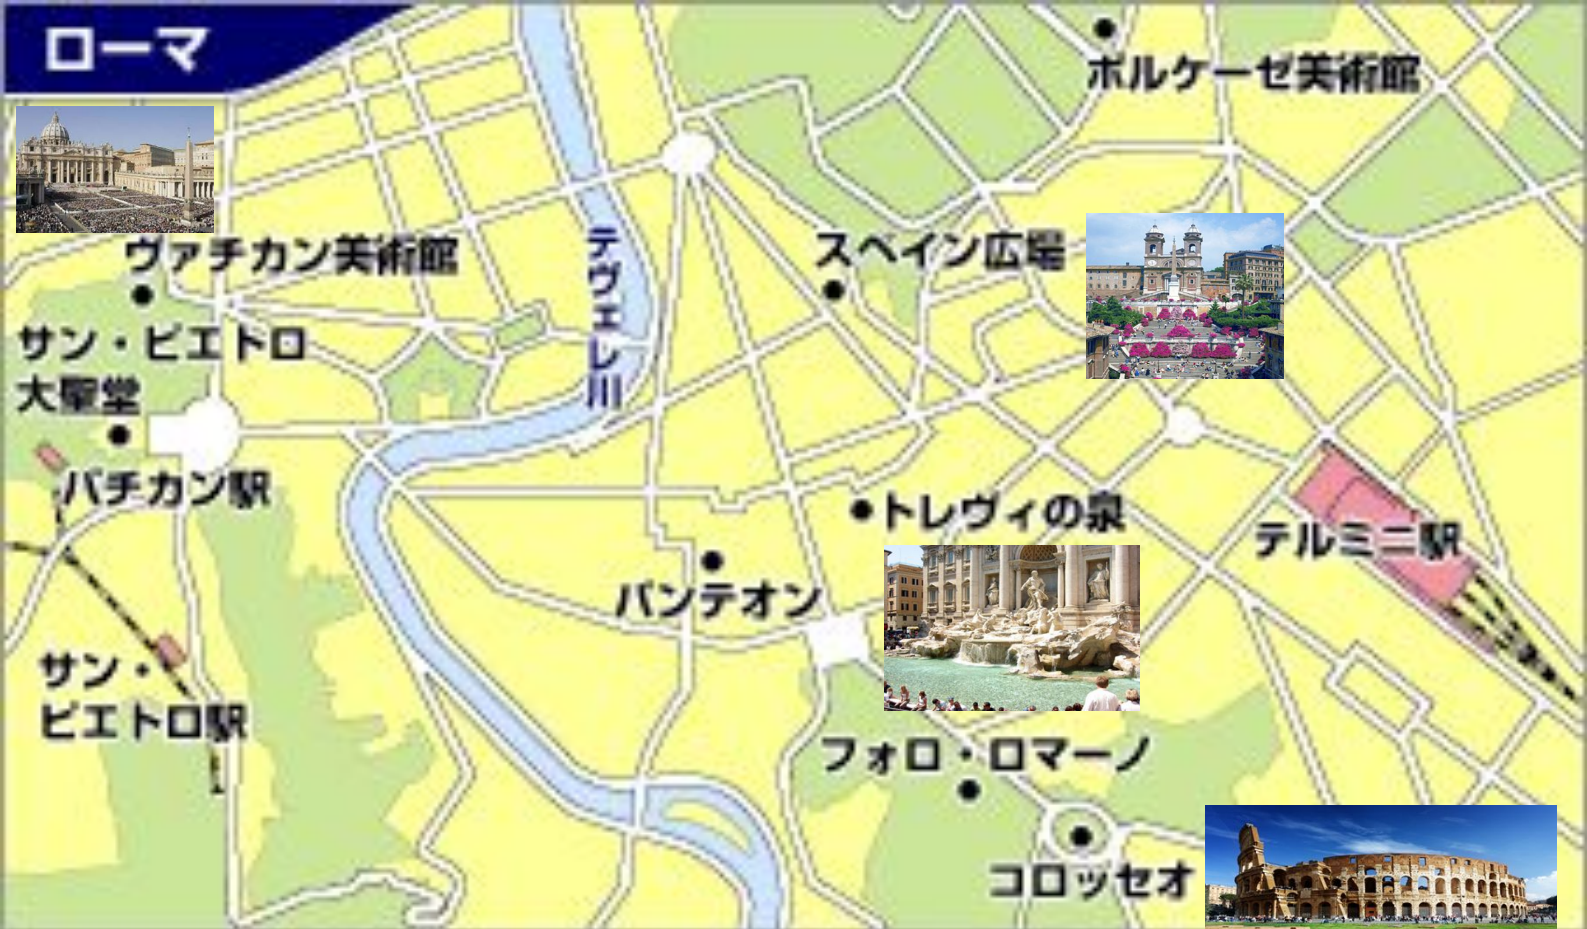 ローマ
ボルケーゼ美術館
テヴェレ川
スペイン広場
ヴァチカン美術館
サン・ピエトロ
大聖堂
バチカン駅
トレヴィの泉
テルミニ駅
パンテオン
サン・
ピエトロ駅
フォロ・ロマーノ
コロッセオ